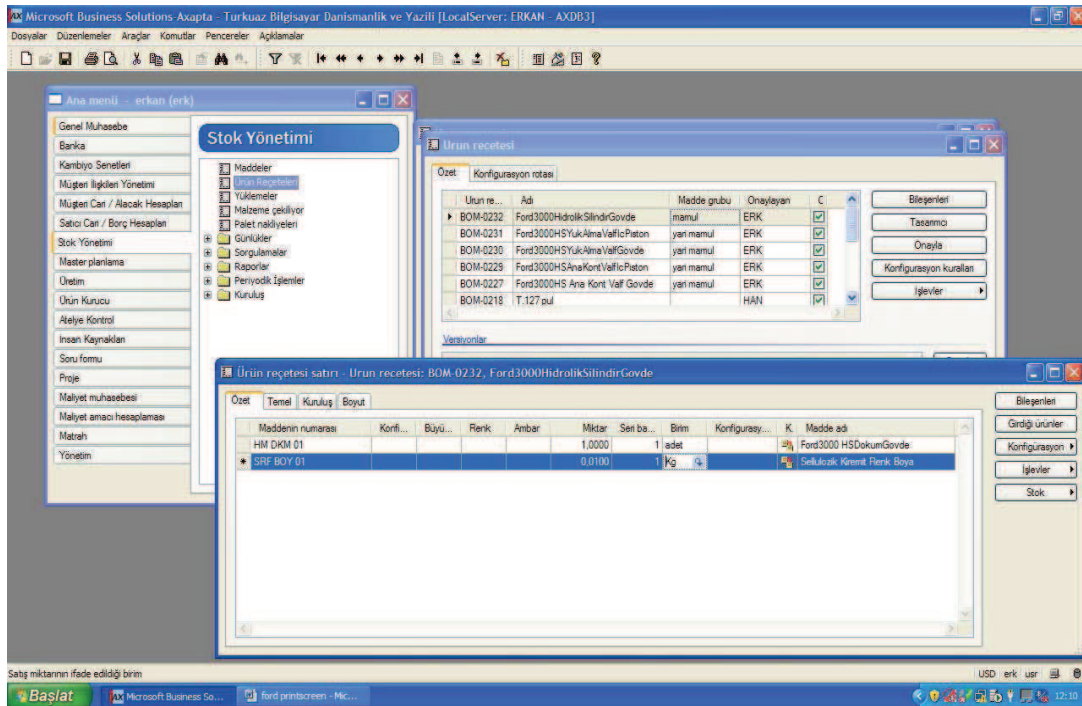 Microsoft Business Solutions-Axapta - Turkuaz Bilgisayar Danismanlik ve Yazili [LocalServer: ERKAN - AXDB3]
Dosyalar Düzenlemeler Araçlar Komutlar Pencereler Açıklamalar
Ana menü - erkan (erk)
Genel Muhasebe
Banka
Kambiyo Senetleri
Müşteri İlişkileri Yönetimi
Müşteri Cari / Alacak Hesapları
Satıcı Cari / Borç Hesapları
Stok Yönetimi
Master planlama
Üretim
Ürün Kurucu
Atelye Kontrol
İnsan Kaynakları
Soru formu
Proje
Maliyet muhasebesi
Maliyet amacı hesaplaması
Matrah
Yönetim
Stok Yönetimi
Maddeler
Ürün Reçeteleri
Yüklemeler
Malzeme çekiliyor
Palet nakliyeleri
Günlükler
Sorgulamalar
Raporlar
Periyodik İşlemler
Kuruluş
Urun recetesi
Özet Konfigurasyon rotası
Urun re... Adı Madde grubu Onaylayan C
BOM-0232 Ford3000HidrolikSilindrGovde mamul ERK
BOM-0231 Ford3000HSYukAlmaValfIcPiston yari mamul ERK
BOM-0230 Ford3000HSYukAlmaValfGovde yari mamul ERK
BOM-0229 Ford3000HSAnaKontValfIcPiston yari mamul ERK
BOM-0227 Ford3000HS Ana Kont Valf Govde yari mamul ERK
BOM-0218 T.127 pul HAN
Bileşenleri
Tasarımcı
Onayla
Konfigurasyon kuralları
İşlevler
Versiyonlar
Ürün reçetesi satırı - Urun recetesi: BOM-0232, Ford3000HidrolikSilindirGovde
Özet Temel Kuruluş Boyut
Maddenin numarası Konfi... Büyü... Renk Ambar Miktar Seri ba... Birim Konfigurasy... K. Madde adı
HM DKM 01 1,0000 1 adet Ford3000 HSDokumGovde
SRF BOY 01 0,0100 1 Kg Sellulozik Kiremit Renk Boya
Bileşenleri
Girdiği ürünler
Konfigürasyon
İşlevler
Stok
Satış miktarının ifade edildiği birim USD erk usr
Başlat Microsoft Business So... ford printscreen - Mic... 12:10